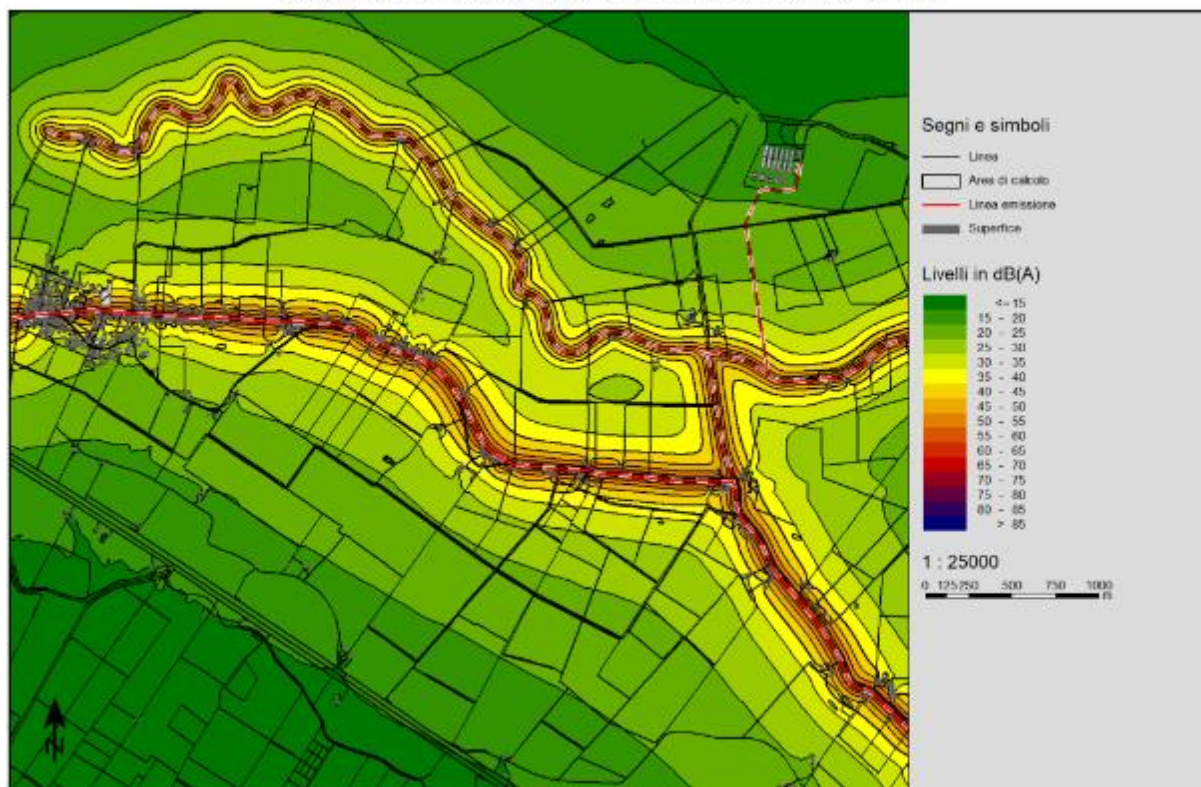 Segni e simboli
Linea
Area di calcolo
Linea emissione
Superfice
Livelli in dB(A)
<= 15
15 - 20
20 - 25
25 - 30
30 - 35
35 - 40
40 - 45
45 - 50
50 - 55
55 - 60
60 - 65
65 - 70
70 - 75
75 - 80
80 - 85
> 85
1 : 25000
0 125 250 500 750 1000
m